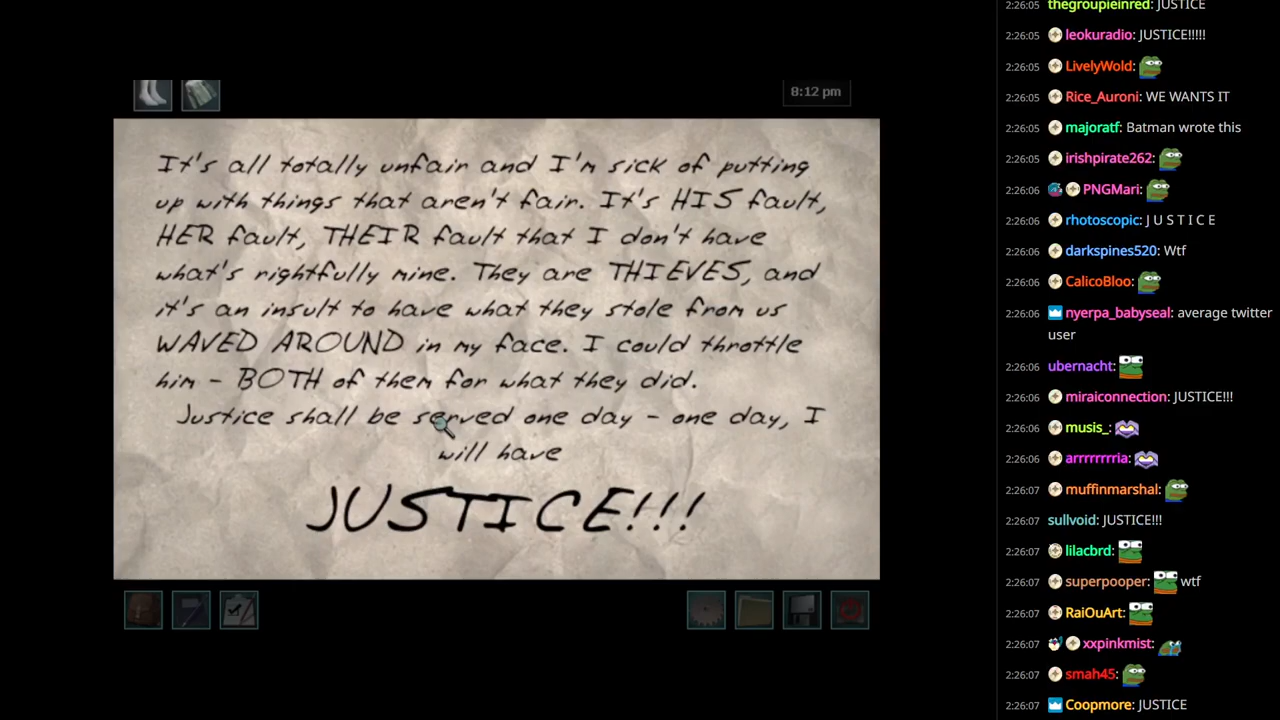 8:12 pm
It's all totally unfair and I'm sick of putting
up with things that aren't fair. It's HIS fault,
HER fault, THEIR fault that I don't have
what's rightfully mine. They are THIEVES, and
it's an insult to have what they stole from us
WAVED AROUND in my face. I could throttle
him - BOTH of them for what they did.
Justice shall be served one day - one day, I
will have
JUSTICE!!!
2:26:05 thegroupieinred: JUSTICE
2:26:05 leokuradio: JUSTICE!!!!!
2:26:05 LivelyWold:
2:26:05 Rice_Auroni: WE WANTS IT
2:26:05 majoratf: Batman wrote this
2:26:05 irishpirate262:
2:26:06 PNGMari:
2:26:06 rhotoscopic: J U S T I C E
2:26:06 darkspines520: Wtf
2:26:06 CalicoBloo:
2:26:06 nyerpa_babyseal: average twitter
user
2:26:06 ubernacht:
2:26:06 miraiconnection: JUSTICE!!!
2:26:06 musis_:
2:26:06 arrrrrrrria:
2:26:07 muffinmarshal:
2:26:07 sullvoid: JUSTICE!!!
2:26:07 lilacbrd:
2:26:07 superpooper: wtf
2:26:07 RaiOuArt:
2:26:07 xxpinkmist:
2:26:07 smah45:
2:26:07 Coopmore: JUSTICE